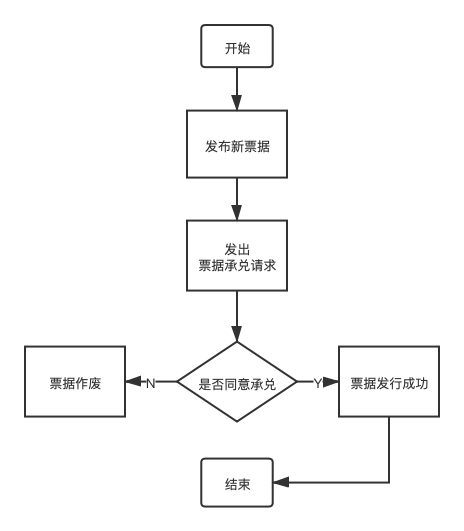 开始
发布新票据
发出
票据承兑请求
票据作废
N
是否同意承兑
Y
票据发行成功
结束